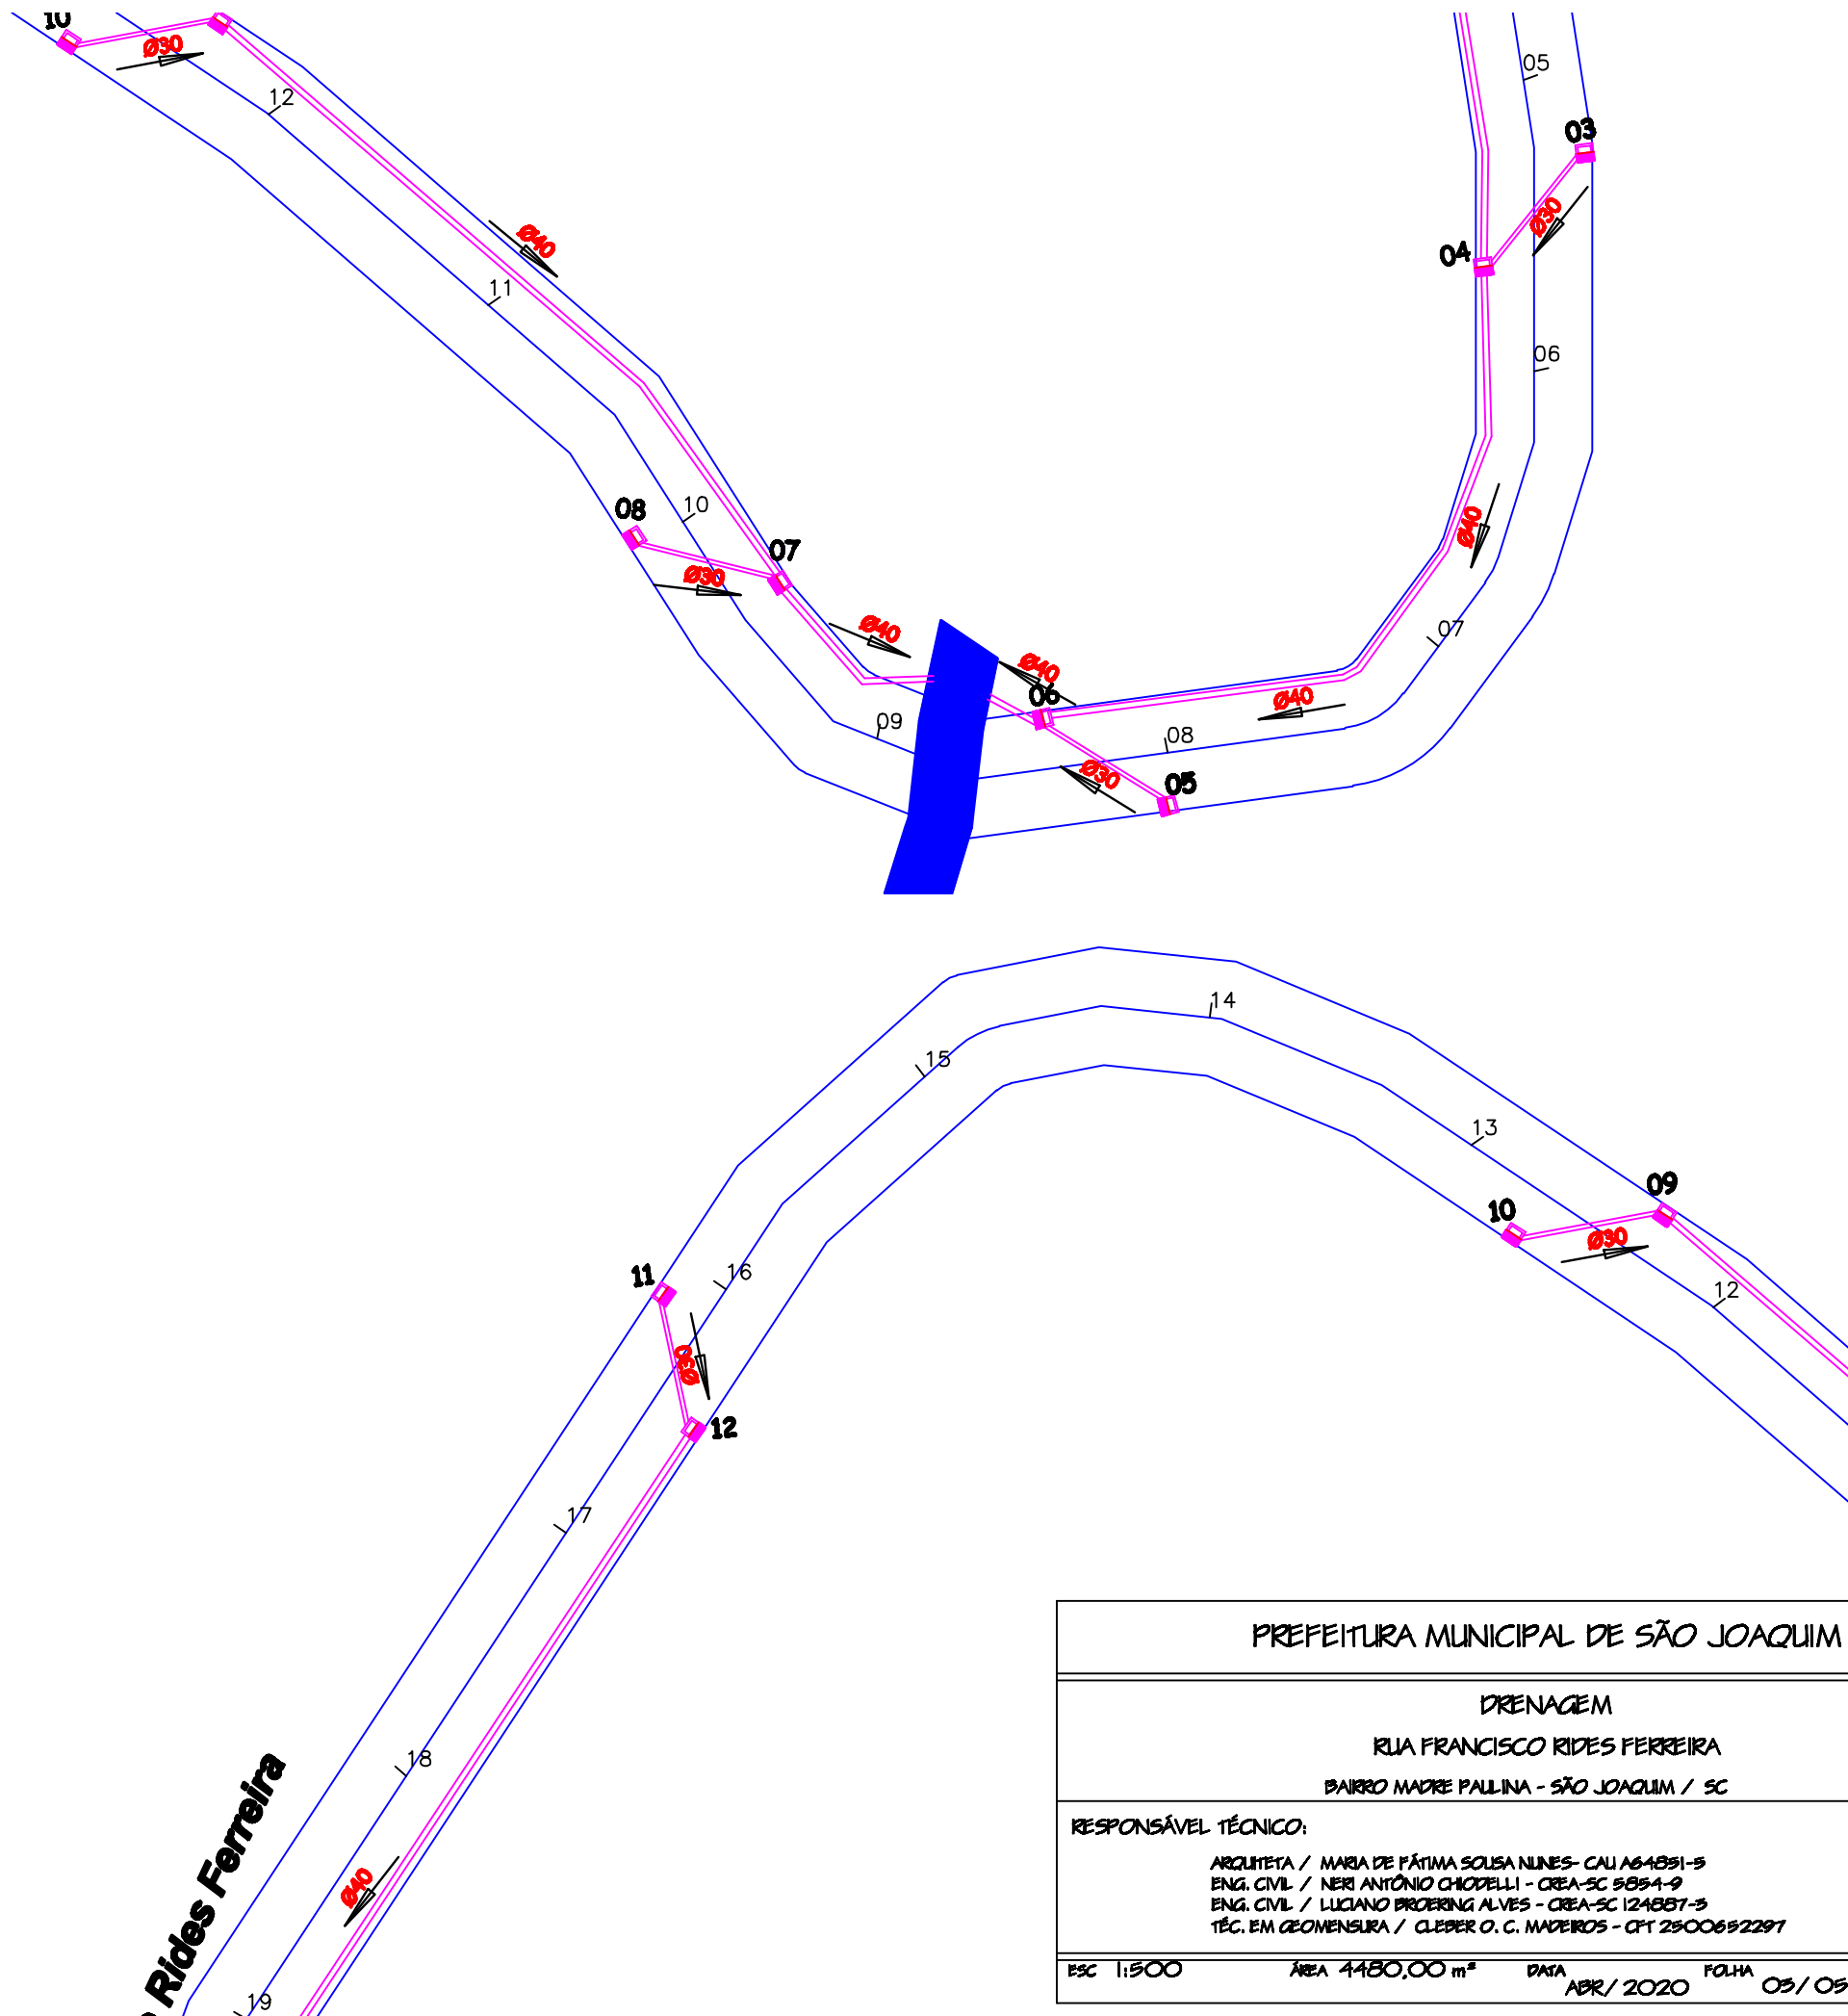 10
Ø30
12
05
03
Ø30
Ø40
04
11
06
08
10
07
Ø40
Ø30
Ø40
Ø40
07
06
Ø40
09
08
Ø30
05
14
15
13
09
10
Ø30
11
16
12
Ø30
12
17
PREFEITURA MUNICIPAL DE SÃO JOAQUIM
DRENAGEM
RUA FRANCISCO RIDES FERREIRA
BAIRRO MADRE PAULINA - SÃO JOAQUIM / SC
18
Rides Ferreira
RESPONSÁVEL TÉCNICO:
ARQUITETA / MARIA DE FÁTIMA SOUSA NUNES- CAU A64851-5
ENG. CIVIL / NERI ANTÔNIO CHIODELLI - CREA-SC 5854-9
ENG. CIVIL / LUCIANO BROERING ALVES - CREA-SC 124887-3
TÉC. EM GEOMENSURA / CLEBER O. C. MADEIROS - CFT 2500652297
Ø40
19
ESC 1:500 ÁREA 4480,00 m² DATA ABR/ 2020 FOLHA 03/ 05